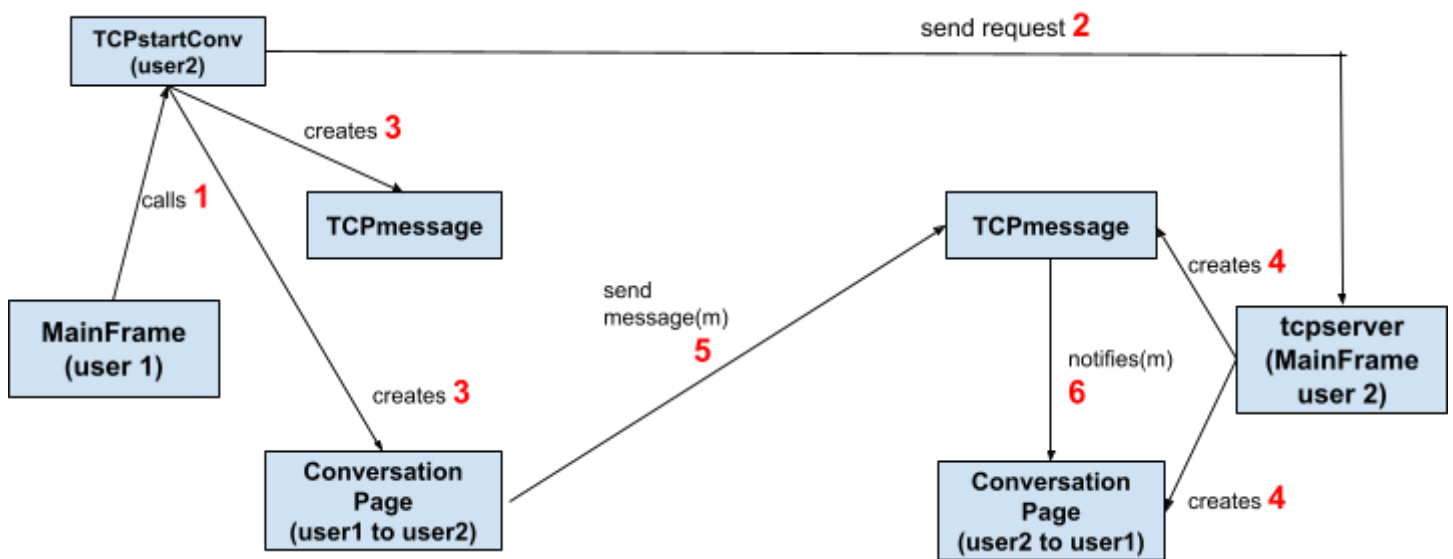 TCPstartConv
(user2)
send request 2
creates 3
calls 1
TCPmessage
TCPmessage
creates 4
send
message(m)
5
MainFrame
(user 1)
tcpserver
(MainFrame
user 2)
notifies(m)
6
creates 3
Conversation
Page
(user1 to user2)
Conversation
Page
(user2 to user1)
creates 4